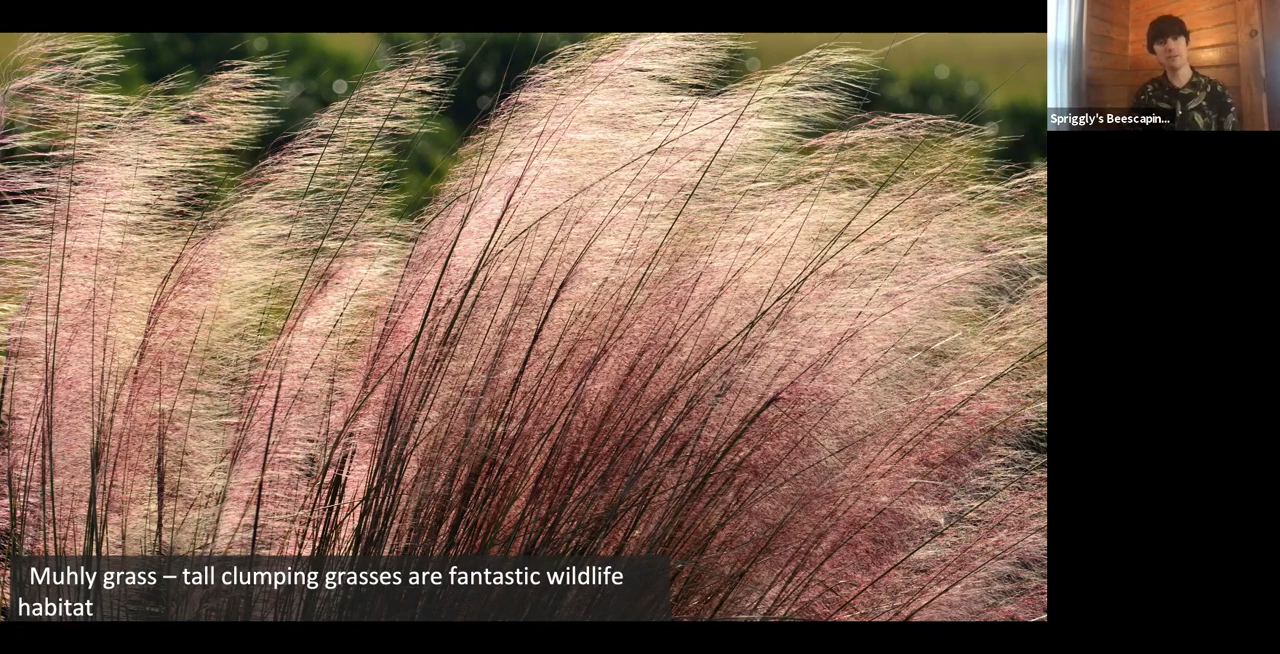 Spriggly's Beescapin...
Muhly grass – tall clumping grasses are fantastic wildlife
habitat